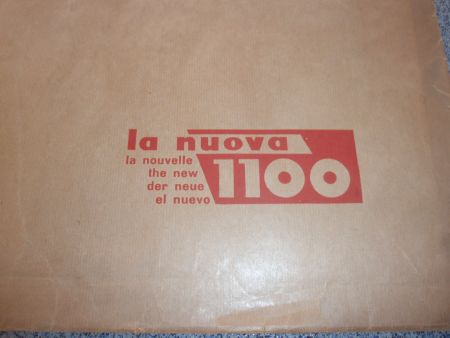 la nuova
la nouvelle
the new
der neue
el nuevo
1100